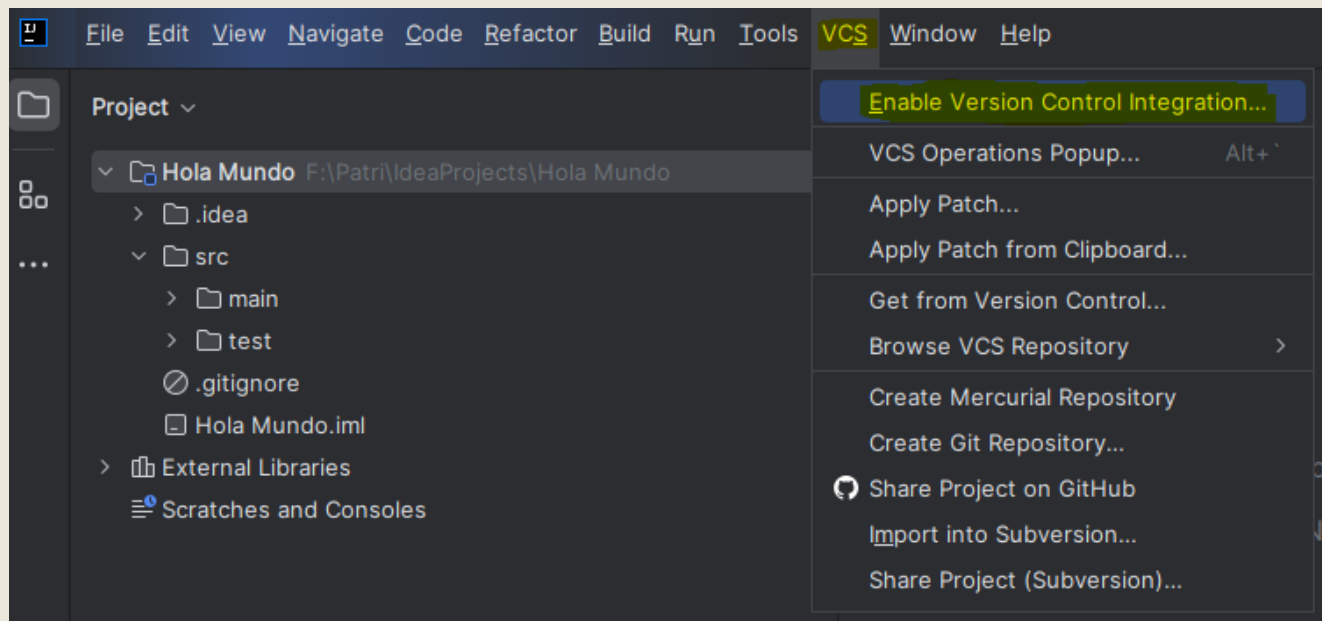 IJ
File Edit View Navigate Code Refactor Build Run Tools VCS Window Help
Project
Hola Mundo F:\Patri\IdeaProjects\Hola Mundo
.idea
src
main
test
.gitignore
Hola Mundo.iml
External Libraries
Scratches and Consoles
Enable Version Control Integration...
VCS Operations Popup... Alt+`
Apply Patch...
Apply Patch from Clipboard...
Get from Version Control...
Browse VCS Repository
Create Mercurial Repository
Create Git Repository...
Share Project on GitHub
Import into Subversion...
Share Project (Subversion)...